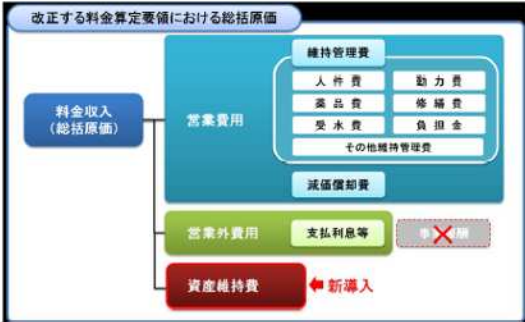 改正する料金算定要領における総括原価
維持管理費
人件費
動力費
薬品費
修繕費
受水費
負担金
その他維持管理費
料金収入
(総括原価)
営業費用
減価償却費
営業外費用
支払利息等
事業報酬
資産維持費
新導入